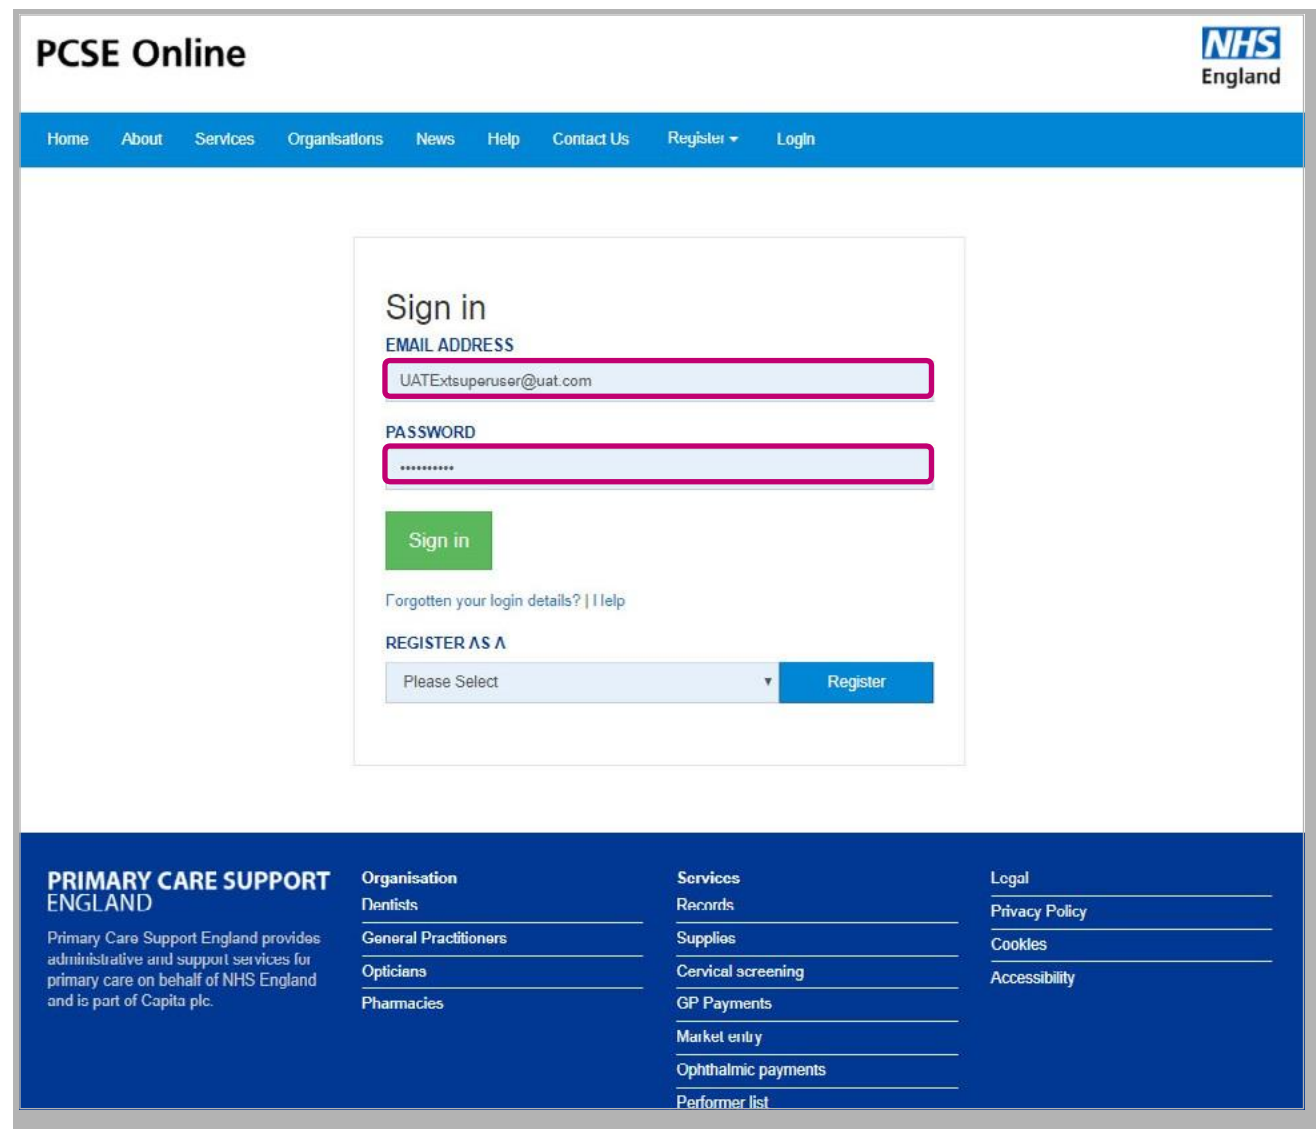 PCSE Online
NHS
England
Home About Services Organisations News Help Contact Us Register Login
Sign in
EMAIL ADDRESS
UATExtsuperuser@uat.com
PASSWORD
••••••••••
Sign in
Forgotten your login details? | Help
REGISTER AS A
Please Select
Register
PRIMARY CARE SUPPORT
ENGLAND
Primary Care Support England provides
administrative and support services for
primary care on behalf of NHS England
and is part of Capita plc.
Organisation
Dentists
General Practitioners
Opticians
Pharmacies
Services
Records
Supplies
Cervical screening
GP Payments
Market entry
Ophthalmic payments
Performer list
Legal
Privacy Policy
Cookies
Accessibility